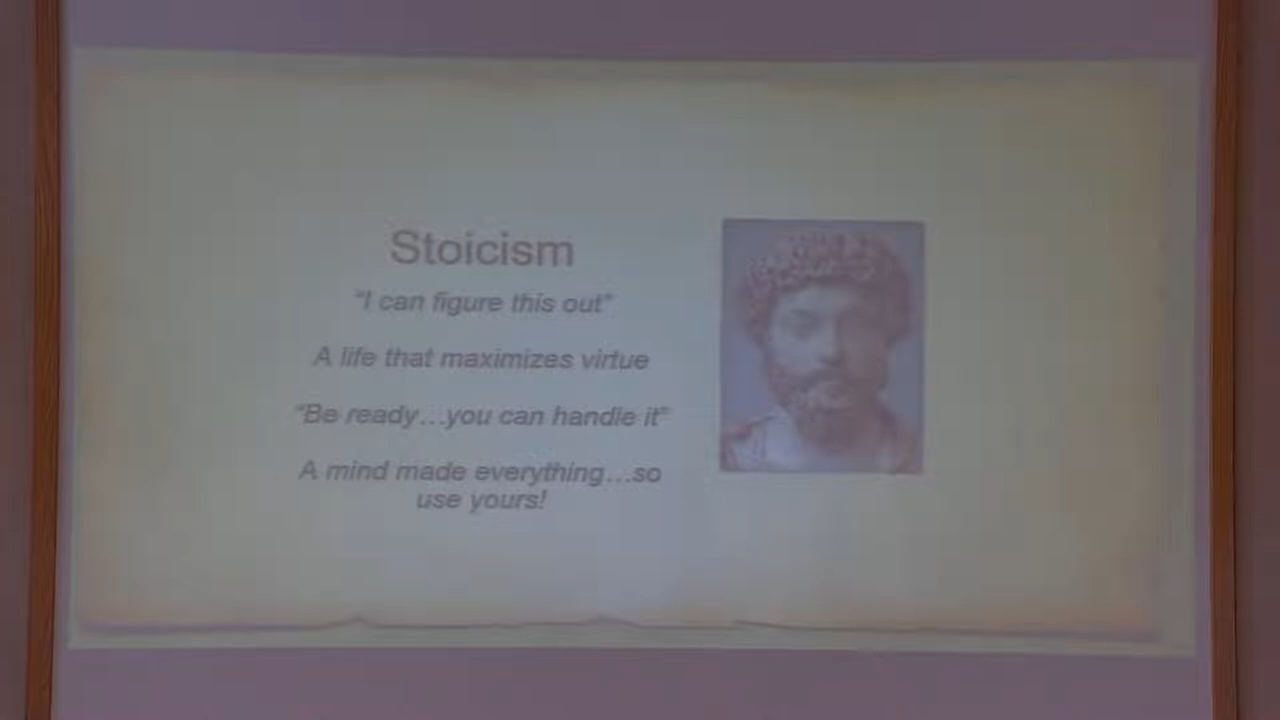 Stoicism
"I can figure this out"
A life that maximizes virtue
"Be ready...you can handle it"
A mind made everything...so
use yours!